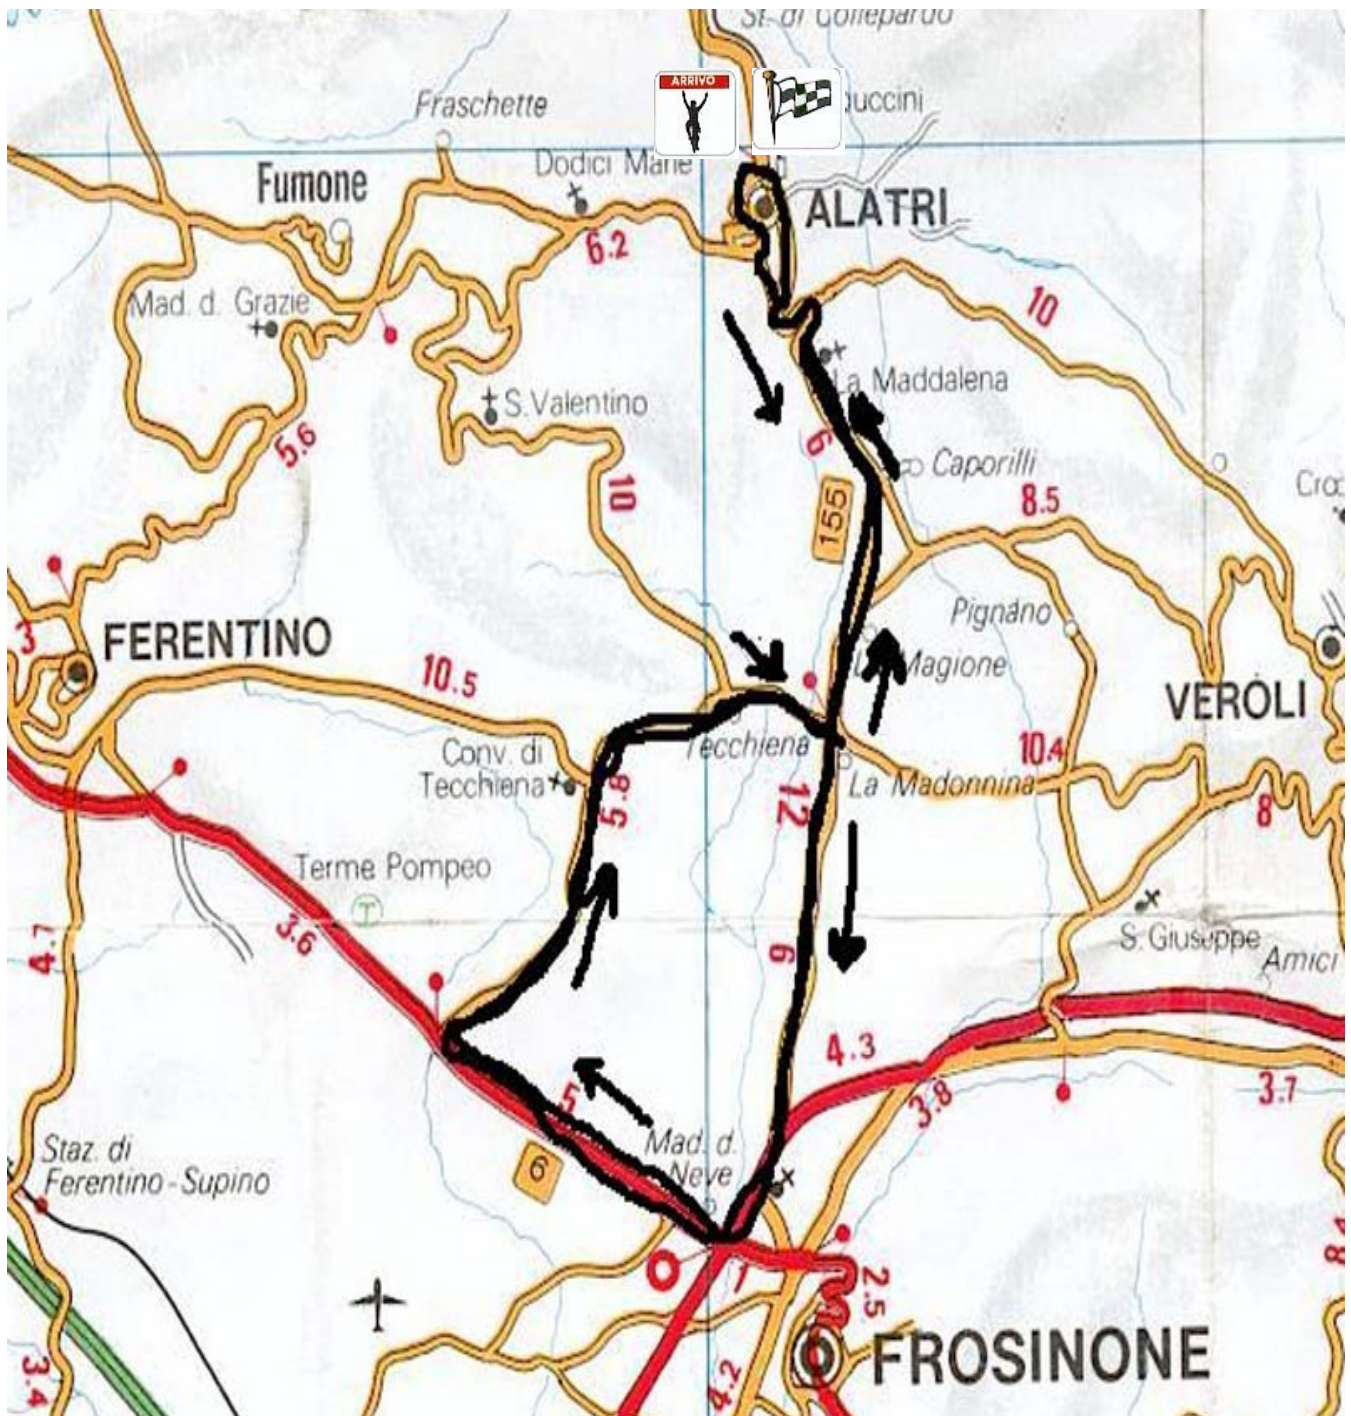 St. di Collepardo
ARRIVO
Fraschette
Dodici Marie
Fumone
ALATRI
6.2
Mad. d. Grazie
10
La Maddalena
S. Valentino
5.6
6
Caporilli
10
8.5
155
3
FERENTINO
Pignano
10.5
Magione
VEROLI
Conv. di
Tecchiena
Tecchiena
10.4
5.8
12
La Madonnina
8
Terme Pompeo
T
3.6
4.7
6
S. Giuseppe
Amici
4.3
3.8
3.7
5
Mad. d.
Neve
6
Staz. di
Ferentino-Supino
1
2.5
FROSINONE
3.4
4.2